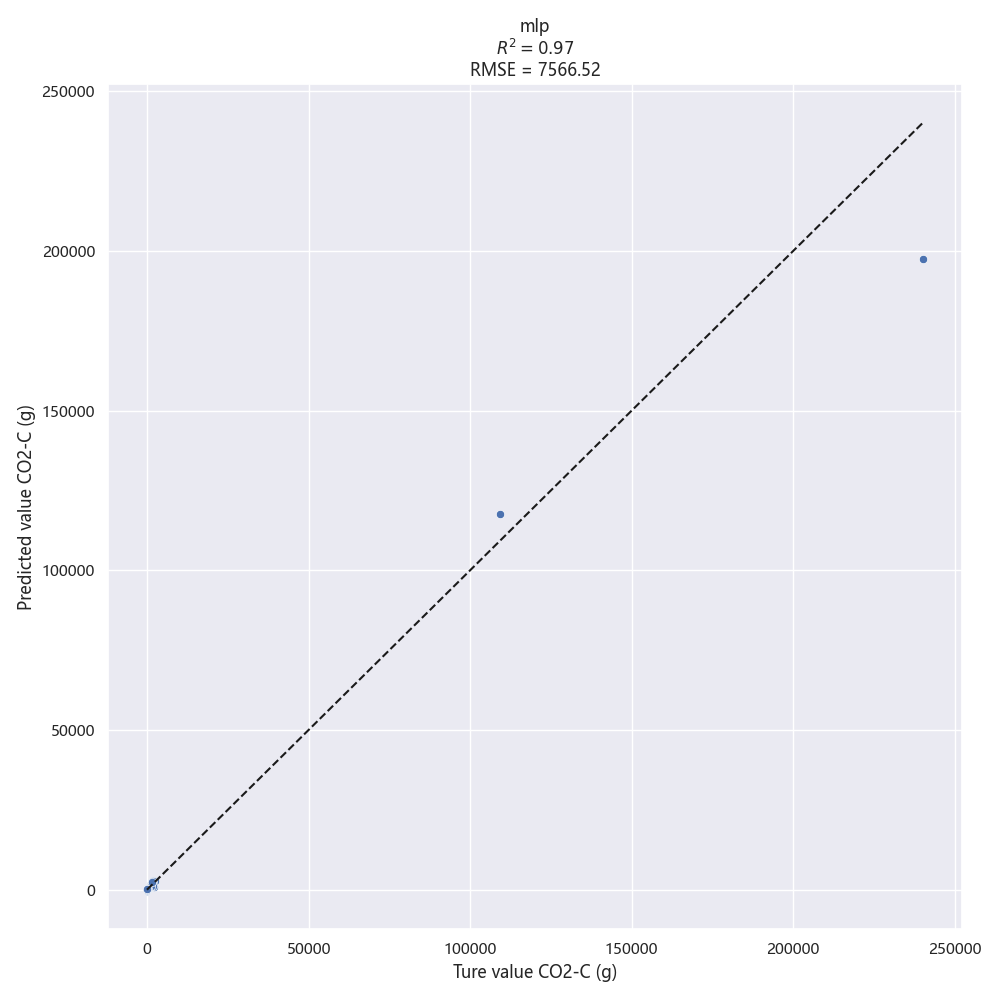 mlp
R² = 0.97
RMSE = 7566.52
250000
200000
150000
100000
50000
0
Predicted value CO2-C (g)
0 50000 100000 150000 200000 250000
Ture value CO2-C (g)